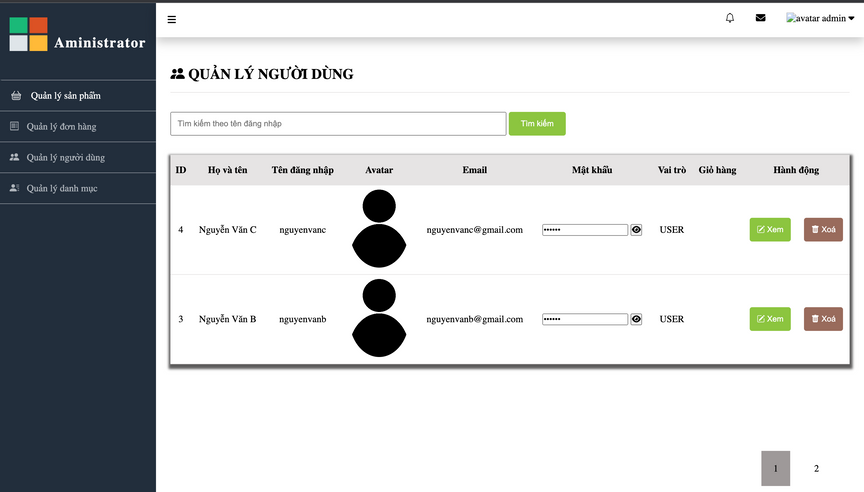 Aministrator
avatar admin
Quản lý sản phẩm
Quản lý đơn hàng
Quản lý người dùng
Quản lý danh mục
QUẢN LÝ NGƯỜI DÙNG
Tìm kiếm theo tên đăng nhập Tìm kiếm
ID Họ và tên Tên đăng nhập Avatar Email Mật khẩu Vai trò Giỏ hàng Hành động
4 Nguyễn Văn C nguyenvanc nguyenvanc@gmail.com •••••• USER Xem Xoá
3 Nguyễn Văn B nguyenvanb nguyenvanb@gmail.com •••••• USER Xem Xoá
1 2